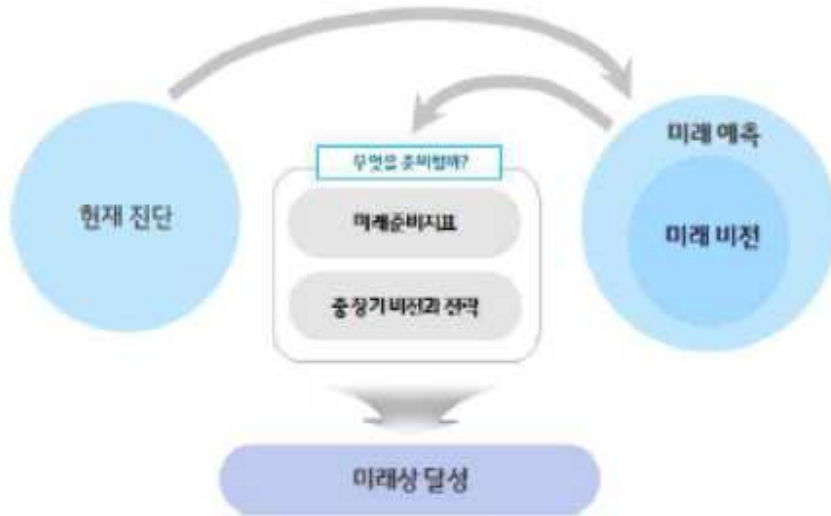 미래 예측
무엇을 준비할까?
현재 진단
미래준비지표
미래 비전
중장기 비전과 전략
미래상 달성